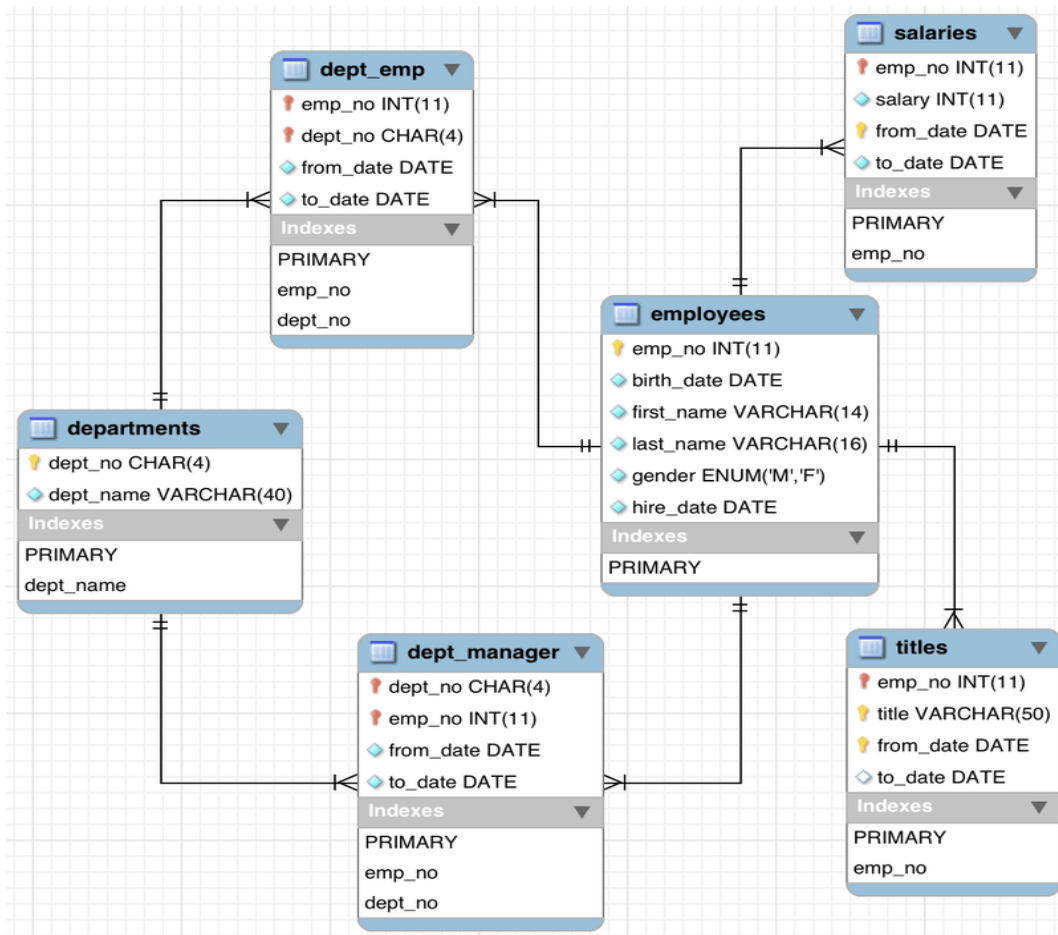 dept_emp
emp_no INT(11)
dept_no CHAR(4)
from_date DATE
to_date DATE
Indexes
PRIMARY
emp_no
dept_no
salaries
emp_no INT(11)
salary INT(11)
from_date DATE
to_date DATE
Indexes
PRIMARY
emp_no
departments
dept_no CHAR(4)
dept_name VARCHAR(40)
Indexes
PRIMARY
dept_name
employees
emp_no INT(11)
birth_date DATE
first_name VARCHAR(14)
last_name VARCHAR(16)
gender ENUM('M','F')
hire_date DATE
Indexes
PRIMARY
dept_manager
dept_no CHAR(4)
emp_no INT(11)
from_date DATE
to_date DATE
Indexes
PRIMARY
emp_no
dept_no
titles
emp_no INT(11)
title VARCHAR(50)
from_date DATE
to_date DATE
Indexes
PRIMARY
emp_no